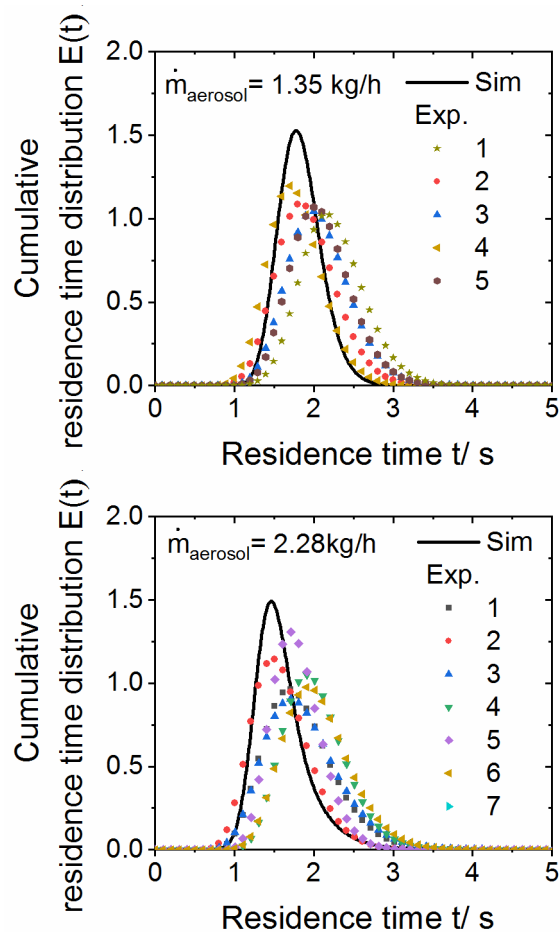 Cumulative
residence time distribution E(t)
2.0
1.5
1.0
0.5
0.0
ṁaerosol= 1.35 kg/h
Sim
Exp.
1
2
3
4
5
0 1 2 3 4 5
Residence time t/ s
Cumulative
residence time distribution E(t)
2.0
1.5
1.0
0.5
0.0
ṁaerosol= 2.28kg/h
Sim
Exp.
1
2
3
4
5
6
7
0 1 2 3 4 5
Residence time t/ s